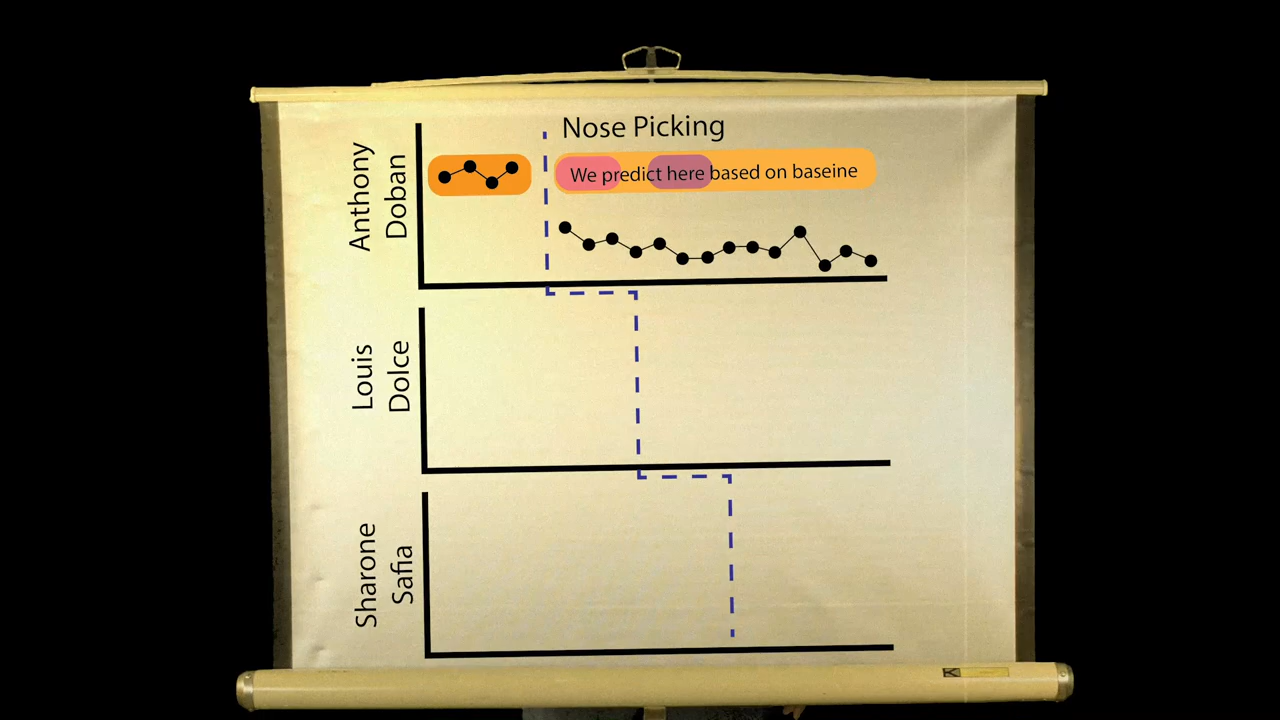 Nose Picking
Anthony
Doban
We predict here based on baseine
Louis
Dolce
Sharone
Safia